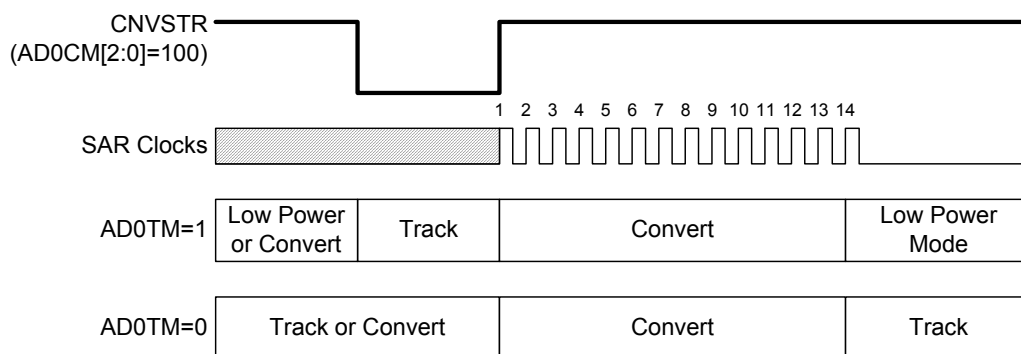 CNVSTR
(AD0CM[2:0]=100)
1 2 3 4 5 6 7 8 9 10 11 12 13 14
SAR Clocks
AD0TM=1
Low Power
or Convert
Track
Convert
Low Power
Mode
AD0TM=0
Track or Convert
Convert
Track